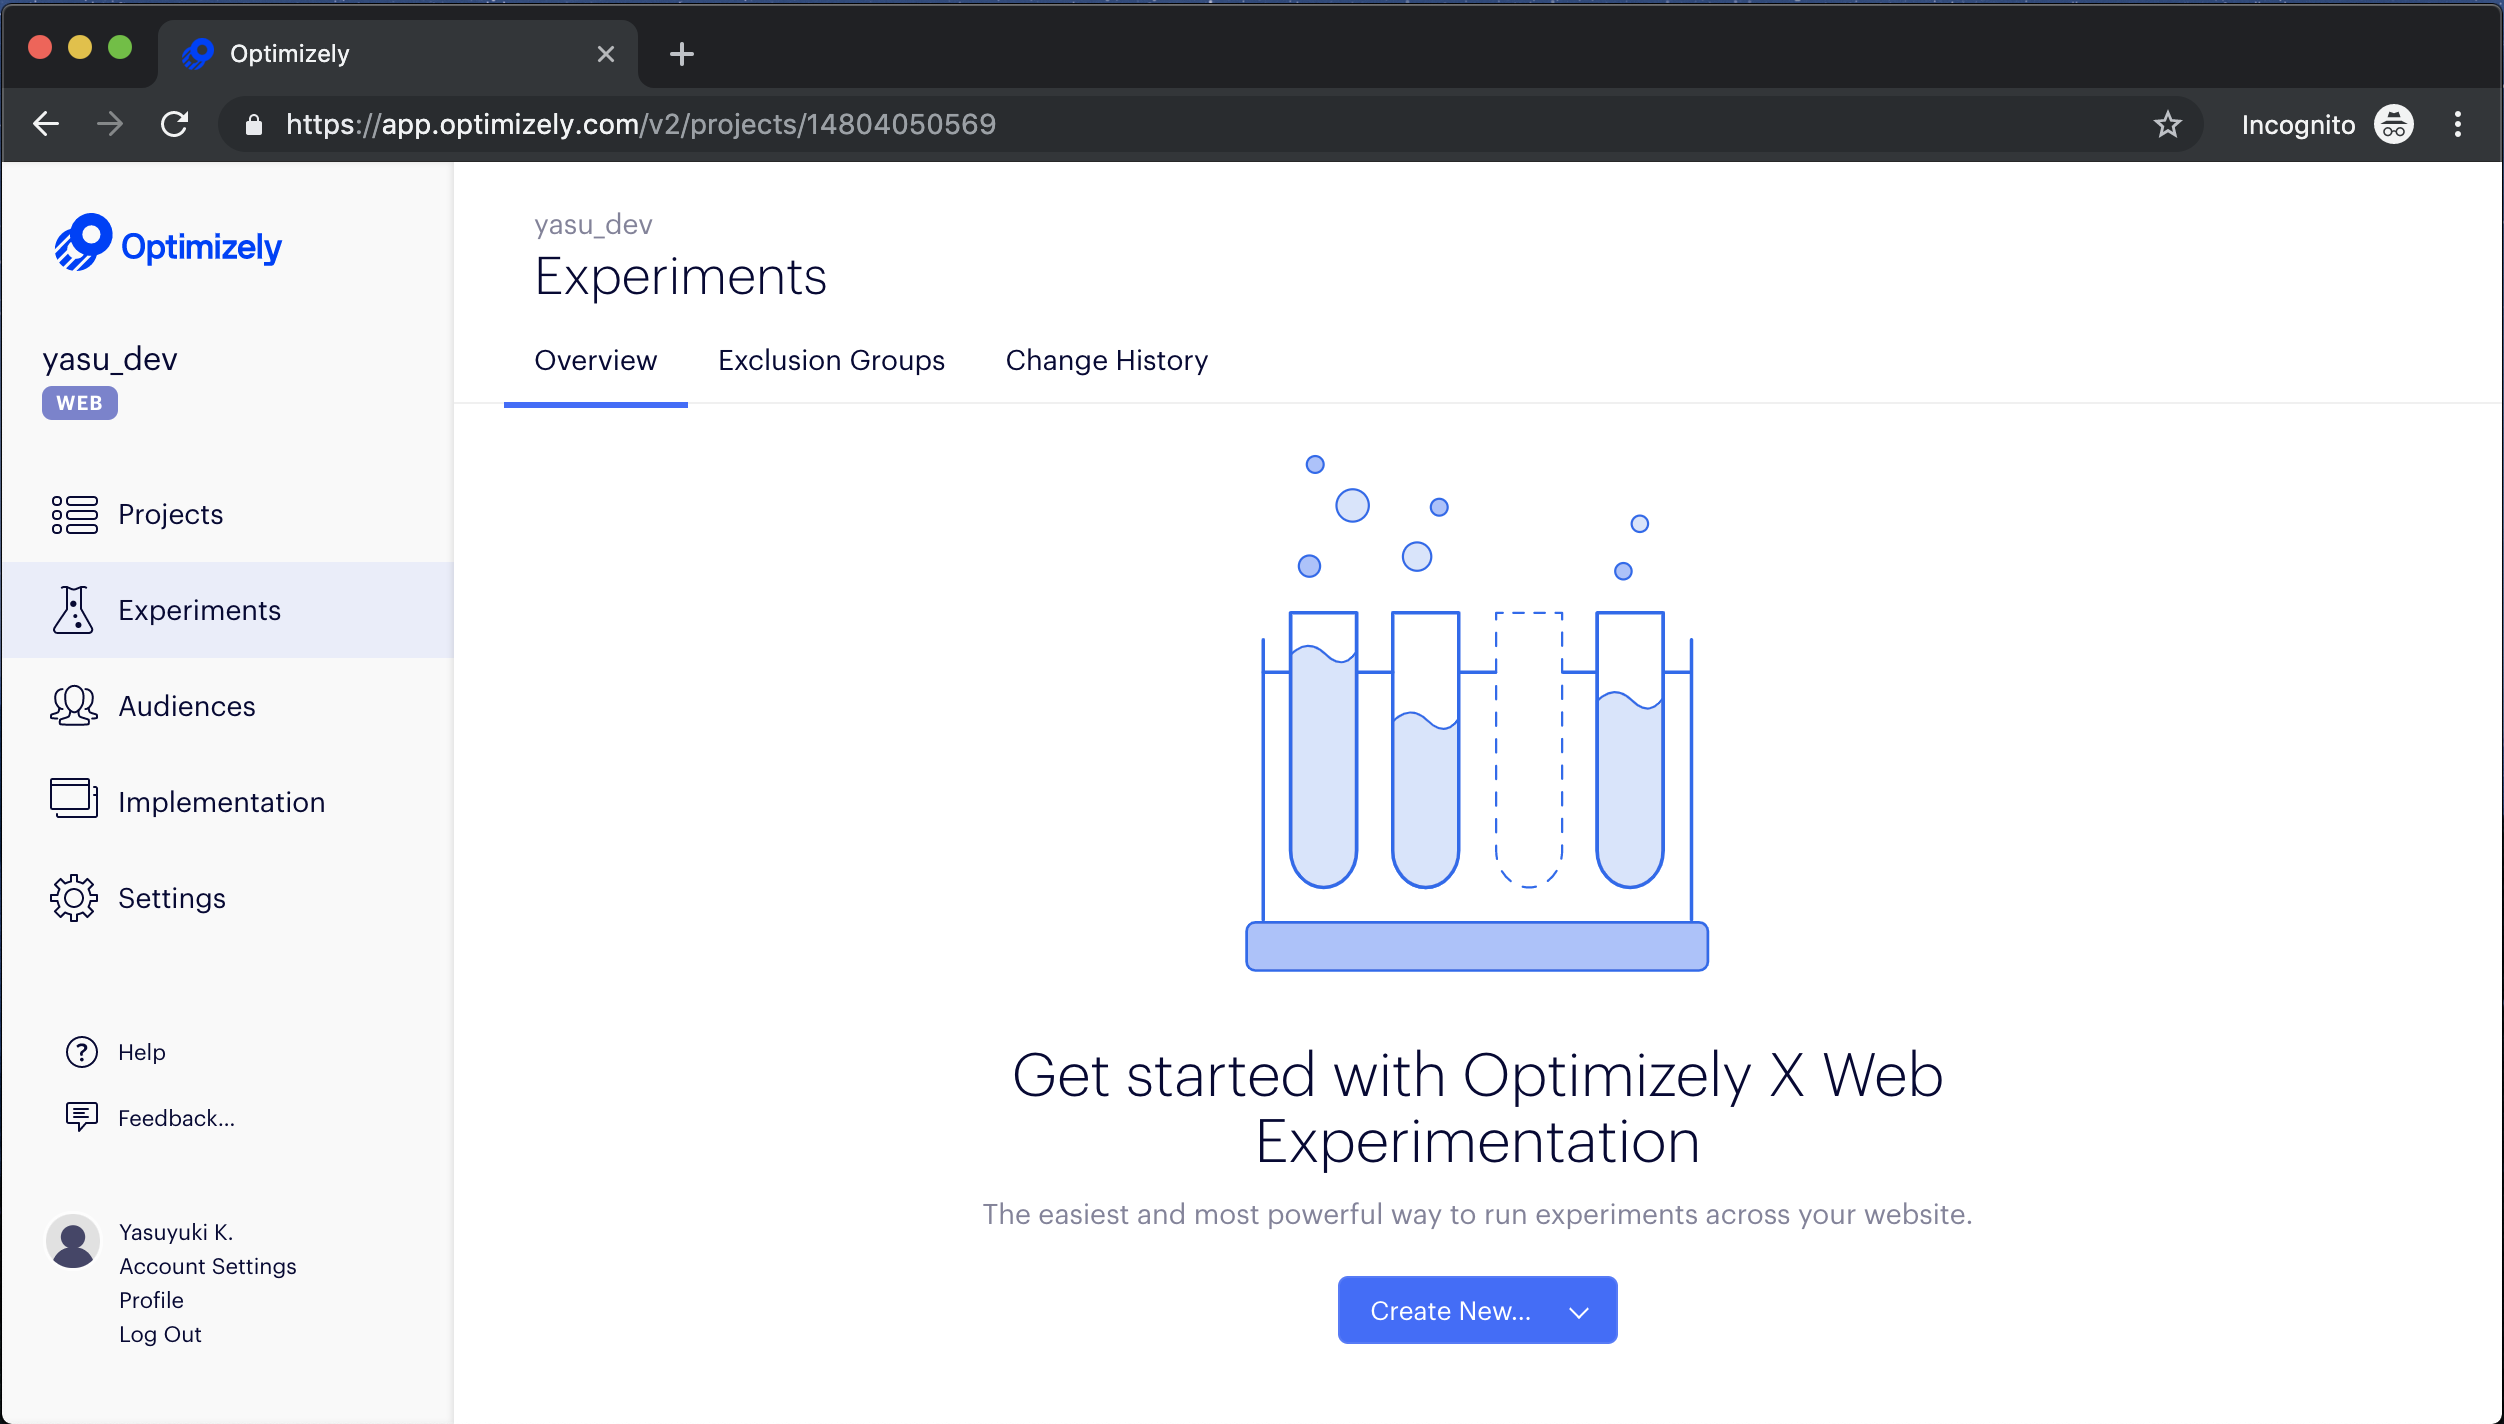 Optimizely
https://app.optimizely.com/v2/projects/14804050569
Incognito
Optimizely
yasu_dev
WEB
Projects
Experiments
Audiences
Implementation
Settings
Help
Feedback...
Yasuyuki K.
Account Settings
Profile
Log Out
yasu_dev
Experiments
Overview Exclusion Groups Change History
Get started with Optimizely X Web
Experimentation
The easiest and most powerful way to run experiments across your website.
Create New...